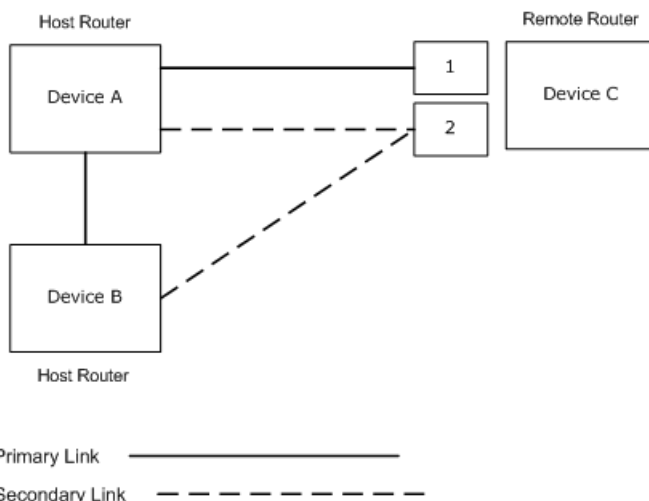 Host Router
Remote Router
Device A
1
Device C
2
Device B
Host Router
Primary Link
Secondary Link